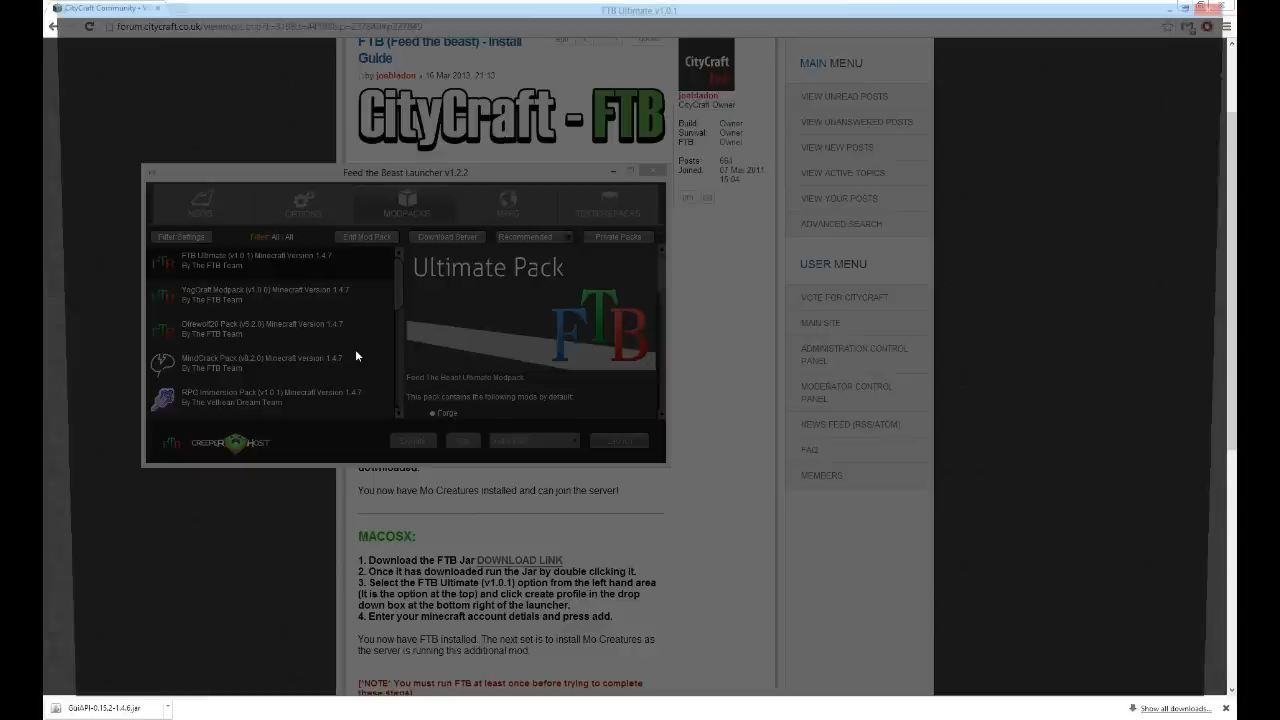 CityCraft Community - V
FTB Ultimate v1.0.1
forum.citycraft.co.uk
FTB (Feed the beast) - Install
Guide
by joehladon » 16 Mar 2013, 21:13
CityCraft - FTB
CityCraft
joehladon
CityCraft Owner
Build: Owner
Survival: Owner
FTB: Owner
Posts:
Joined: 07 Mar 2011,
15:04
pm
MAIN MENU
VIEW UNREAD POSTS
VIEW UNANSWERED POSTS
VIEW NEW POSTS
VIEW ACTIVE TOPICS
VIEW YOUR POSTS
ADVANCED SEARCH
USER MENU
VOTE FOR CITYCRAFT
MAIN SITE
ADMINISTRATION CONTROL
PANEL
MODERATOR CONTROL
PANEL
NEWS FEED (RSS/ATOM)
FAQ
MEMBERS
Feed the Beast Launcher v1.2.2
NEWS
OPTIONS
MODPACKS
MAPS
TEXTUREPACKS
Filter Settings
Filter: All / All
Edit Mod Pack
Download Server
Recommended
Private Packs
FTB Ultimate (v1.0.1) Minecraft Version 1.4.7
By The FTB Team
YogCraft Modpack (v1.0.0) Minecraft Version 1.4.7
By The FTB Team
Direwolf20 Pack (v5.2.0) Minecraft Version 1.4.7
By The FTB Team
MindCrack Pack (v8.2.0) Minecraft Version 1.4.7
By The FTB Team
RPG Immersion Pack (v1.0.1) Minecraft Version 1.4.7
By The Velhean Dream Team
Ultimate Pack
FTB
Feed The Beast Ultimate Modpack
This pack contains the following mods by default:
Forge
FTB
CREEPER HOST
Donate
Edit
Launch
downloaded.
You now have Mo Creatures installed and can join the server!
MACOSX:
1. Download the FTB Jar DOWNLOAD LINK
2. Once it has downloaded run the Jar by double clicking it.
3. Select the FTB Ultimate (v1.0.1) option from the left hand area
(It is the option at the top) and click create profile in the drop
down box at the bottom right of the launcher.
4. Enter your minecraft account detials and press add.
You now have FTB installed. The next set is to install Mo Creatures as
the server is running this additional mod.
[*NOTE* You must run FTB at least once before trying to complete
these steps]
GuiAPI-0.15.2-1.4.6.jar
Show all downloads...